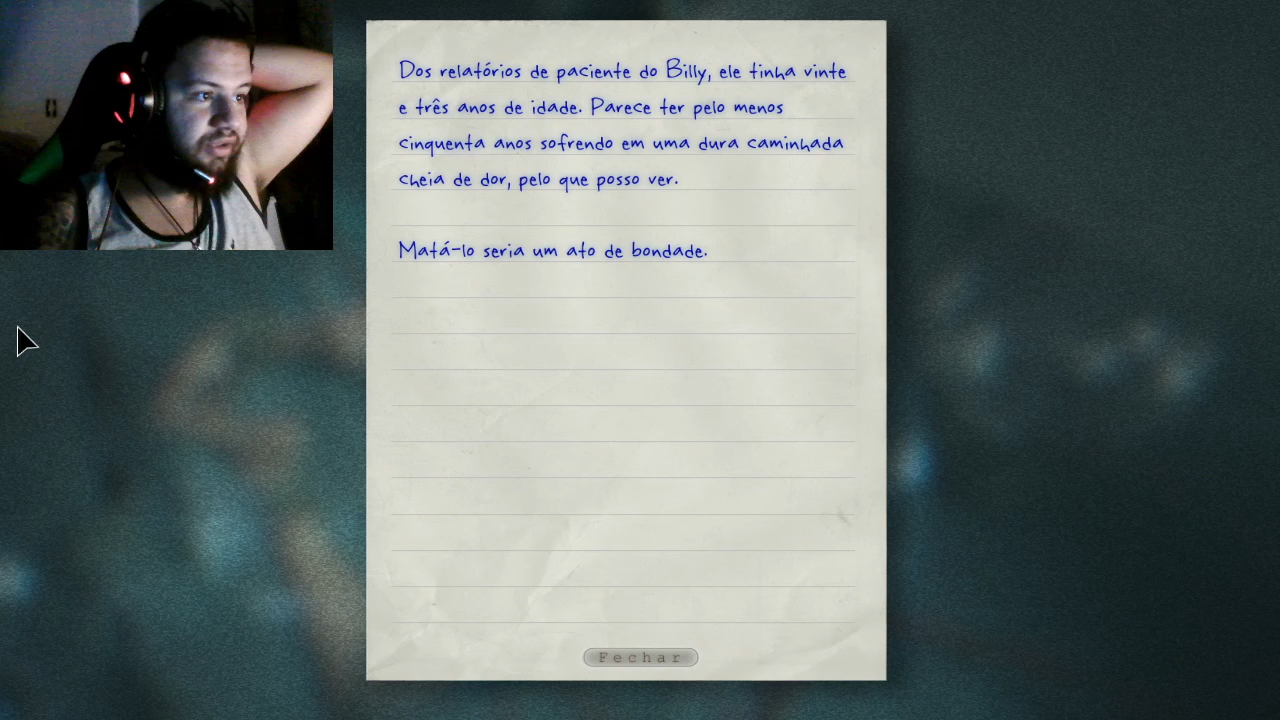 Dos relatórios de paciente do Billy, ele tinha vinte
e três anos de idade. Parece ter pelo menos
cinquenta anos sofrendo em uma dura caminhada
cheia de dor, pelo que posso ver.
Matá-lo seria um ato de bondade.
Fechar